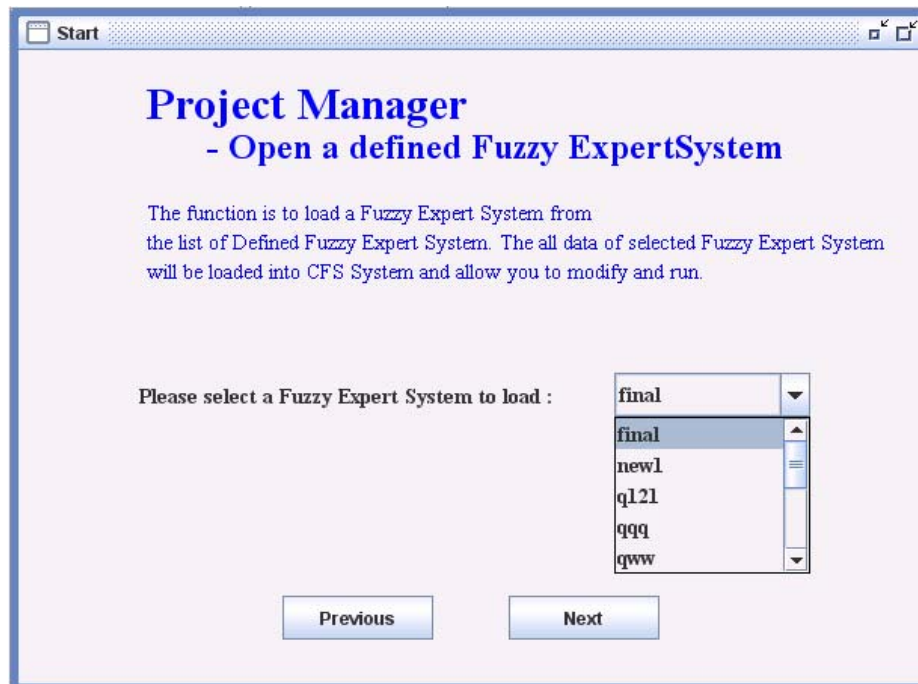 Start
Project Manager
- Open a defined Fuzzy ExpertSystem
The function is to load a Fuzzy Expert System from
the list of Defined Fuzzy Expert System. The all data of selected Fuzzy Expert System
will be loaded into CFS System and allow you to modify and run.
Please select a Fuzzy Expert System to load :
final
final
new1
q121
qqq
qww
Previous
Next